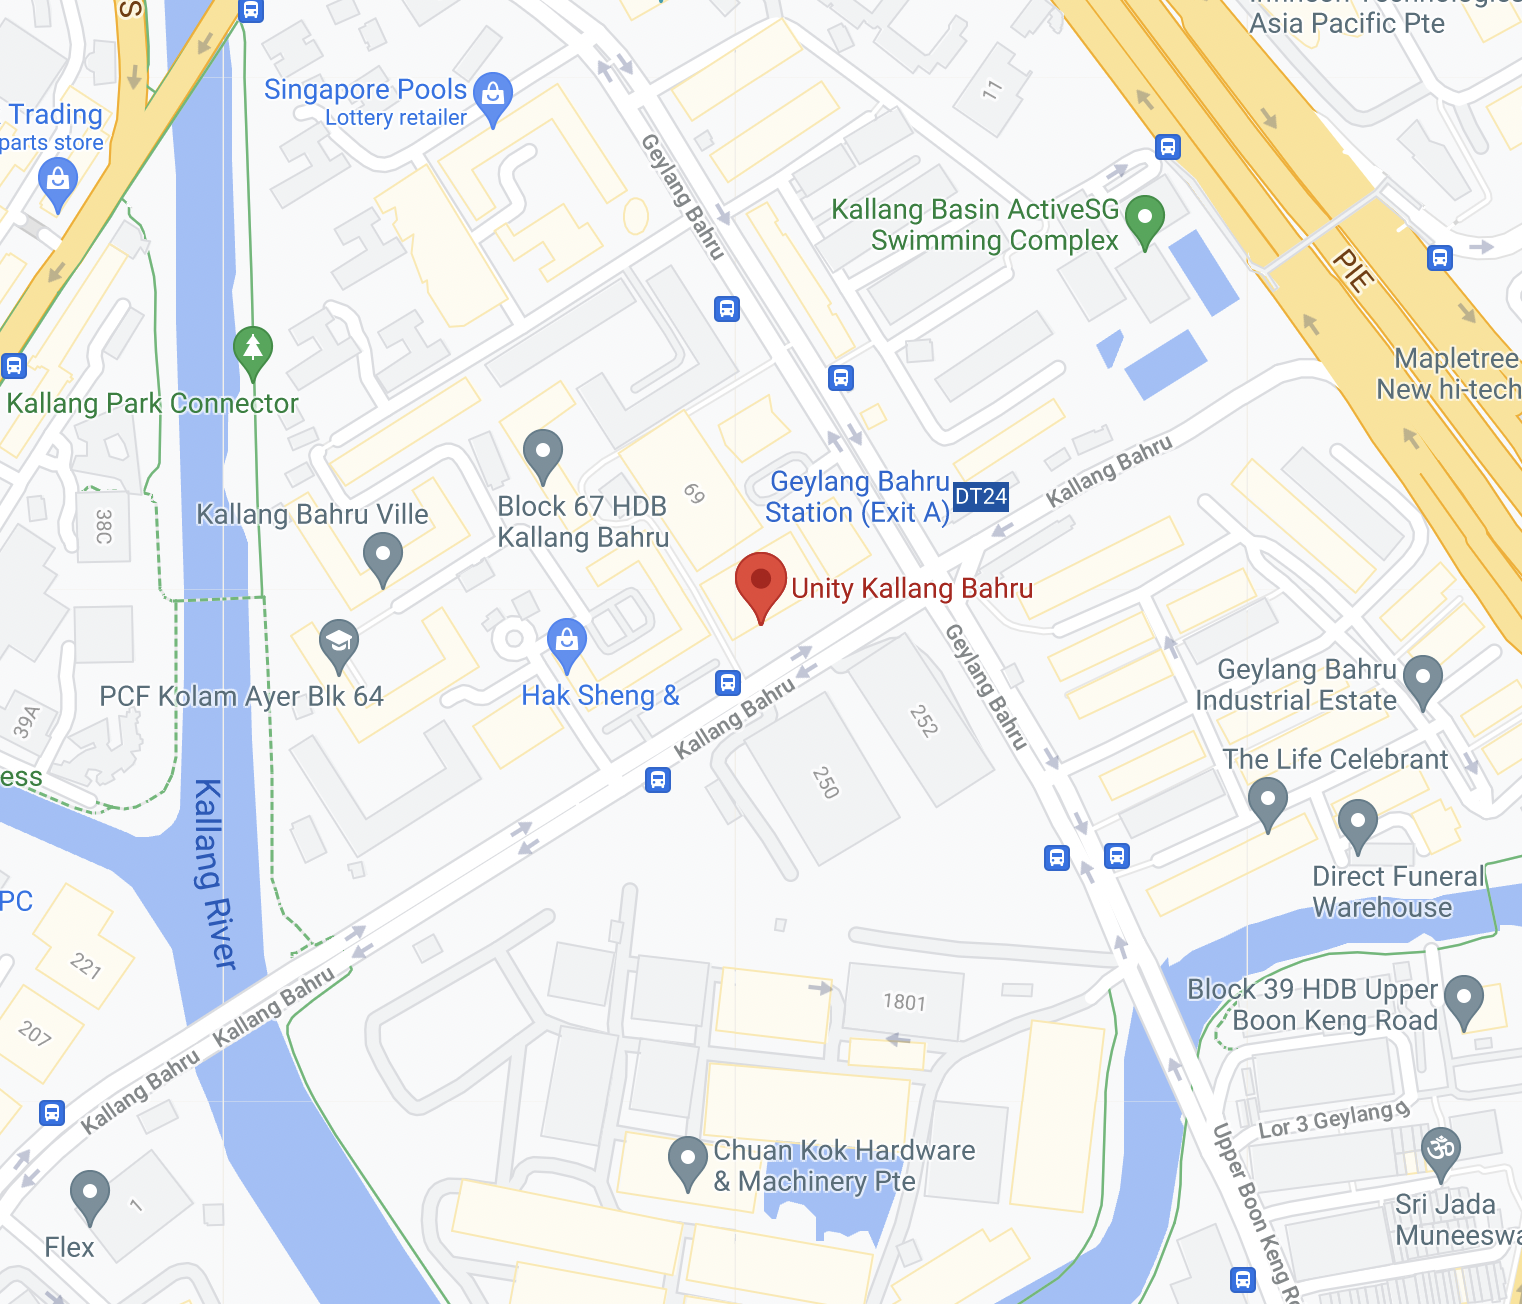 Asia Pacific Pte
S
Singapore Pools
Lottery retailer
Trading
parts store
11
Geylang Bahru
Kallang Basin ActiveSG
Swimming Complex
PIE
Kallang Park Connector
Mapletree
New hi-tech
Kallang Bahru
Geylang Bahru
Station (Exit A)
DT24
69
Block 67 HDB
Kallang Bahru
Kallang Bahru Ville
38C
Unity Kallang Bahru
Geylang Bahru
PCF Kolam Ayer Blk 64
Hak Sheng &
Kallang Bahru
Geylang Bahru
Industrial Estate
39A
252
250
The Life Celebrant
ess
Kallang River
Direct Funeral
Warehouse
PC
221
207
Kallang Bahru
Kallang Bahru
1801
Block 39 HDB Upper
Boon Keng Road
Lor 3 Geylang
g
Upper Boon Keng Ro
Chuan Kok Hardware
& Machinery Pte
Sri Jada
Muneeswa
1
Flex